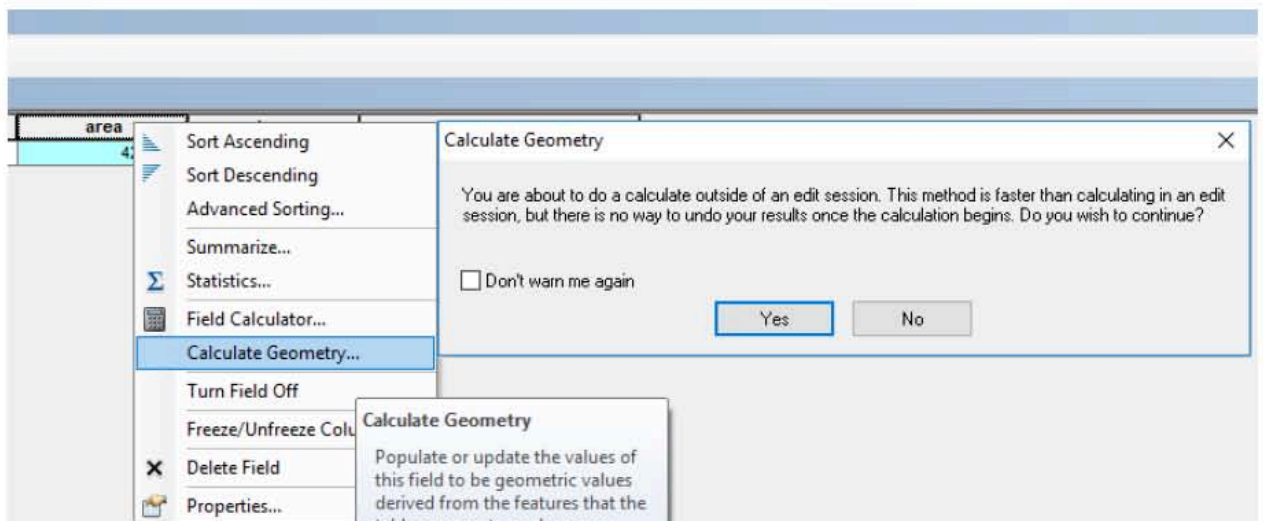 area
42
Sort Ascending
Sort Descending
Advanced Sorting...
Summarize...
Statistics...
Field Calculator...
Calculate Geometry...
Turn Field Off
Freeze/Unfreeze Colu
Delete Field
Properties...
Calculate Geometry
You are about to do a calculate outside of an edit session. This method is faster than calculating in an edit
session, but there is no way to undo your results once the calculation begins. Do you wish to continue?
Don't warn me again
Yes
No
Calculate Geometry
Populate or update the values of
this field to be geometric values
derived from the features that the